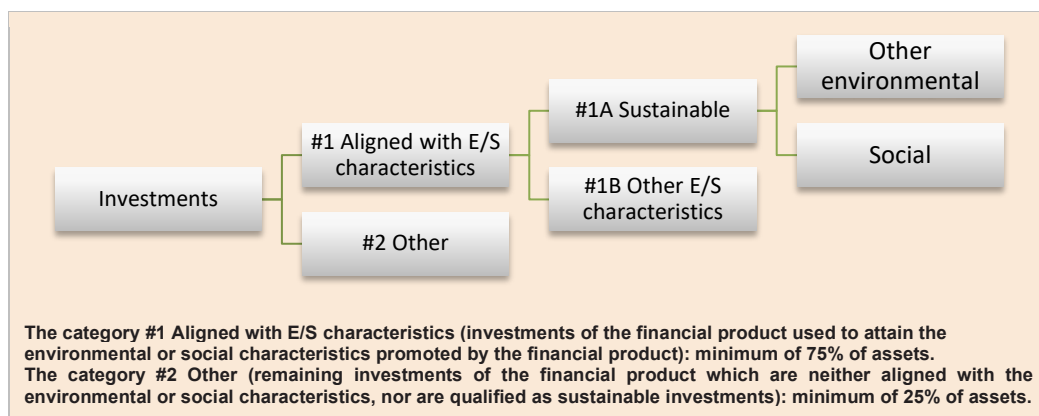 Other
environmental
#1A Sustainable
#1 Aligned with E/S
characteristics
Social
Investments
#1B Other E/S
characteristics
#2 Other
The category #1 Aligned with E/S characteristics (investments of the financial product used to attain the
environmental or social characteristics promoted by the financial product): minimum of 75% of assets.
The category #2 Other (remaining investments of the financial product which are neither aligned with the
environmental or social characteristics, nor are qualified as sustainable investments): minimum of 25% of assets.